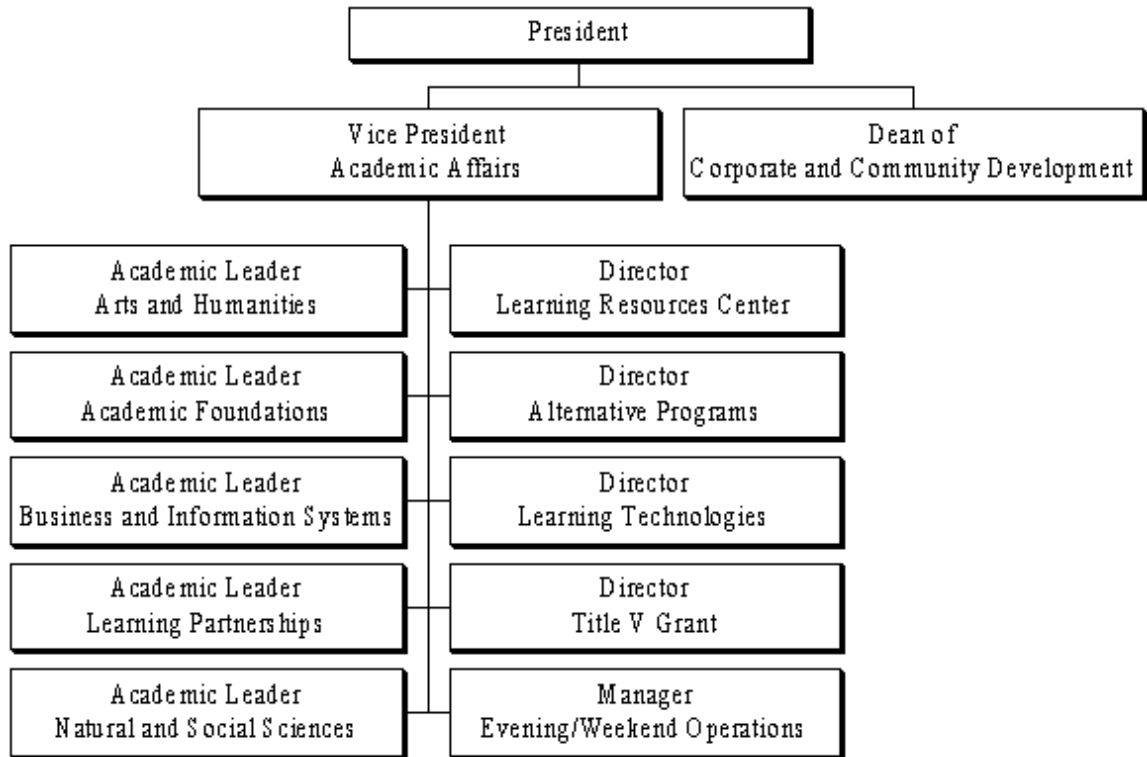 President
Vice President
Academic Affairs
Dean of
Corporate and Community Development
Academic Leader
Arts and Humanities
Director
Learning Resources Center
Academic Leader
Academic Foundations
Director
Alternative Programs
Academic Leader
Business and Information Systems
Director
Learning Technologies
Academic Leader
Learning Partnerships
Director
Title V Grant
Academic Leader
Natural and Social Sciences
Manager
Evening/Weekend Operations